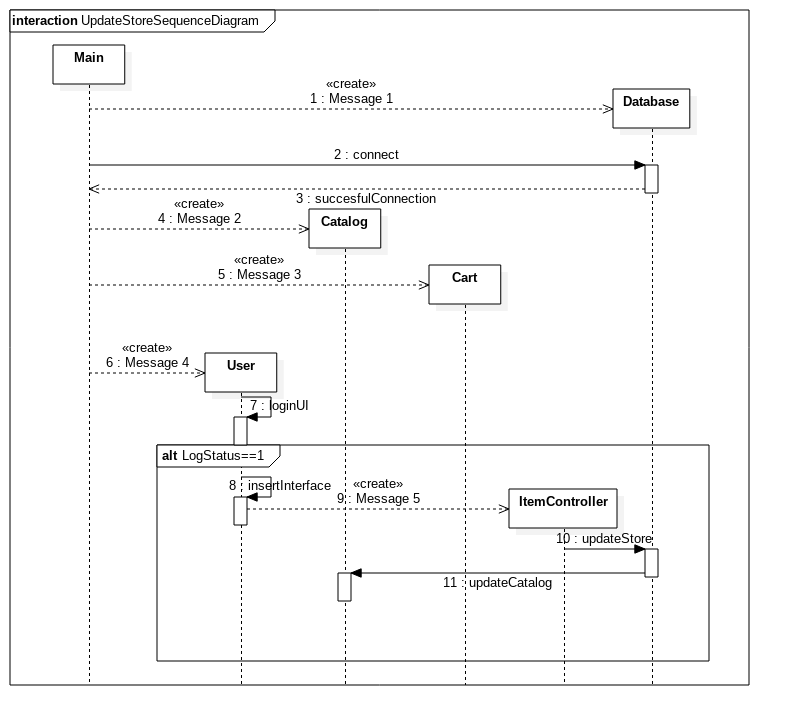 interaction UpdateStoreSequenceDiagram
Main
«create»
1 : Message 1
Database
2 : connect
3 : succesfulConnection
«create»
4 : Message 2
Catalog
«create»
5 : Message 3
Cart
«create»
6 : Message 4
User
7 : loginUI
alt LogStatus==1
8 : insertInterface
«create»
9 : Message 5
ItemController
10 : updateStore
11 : updateCatalog